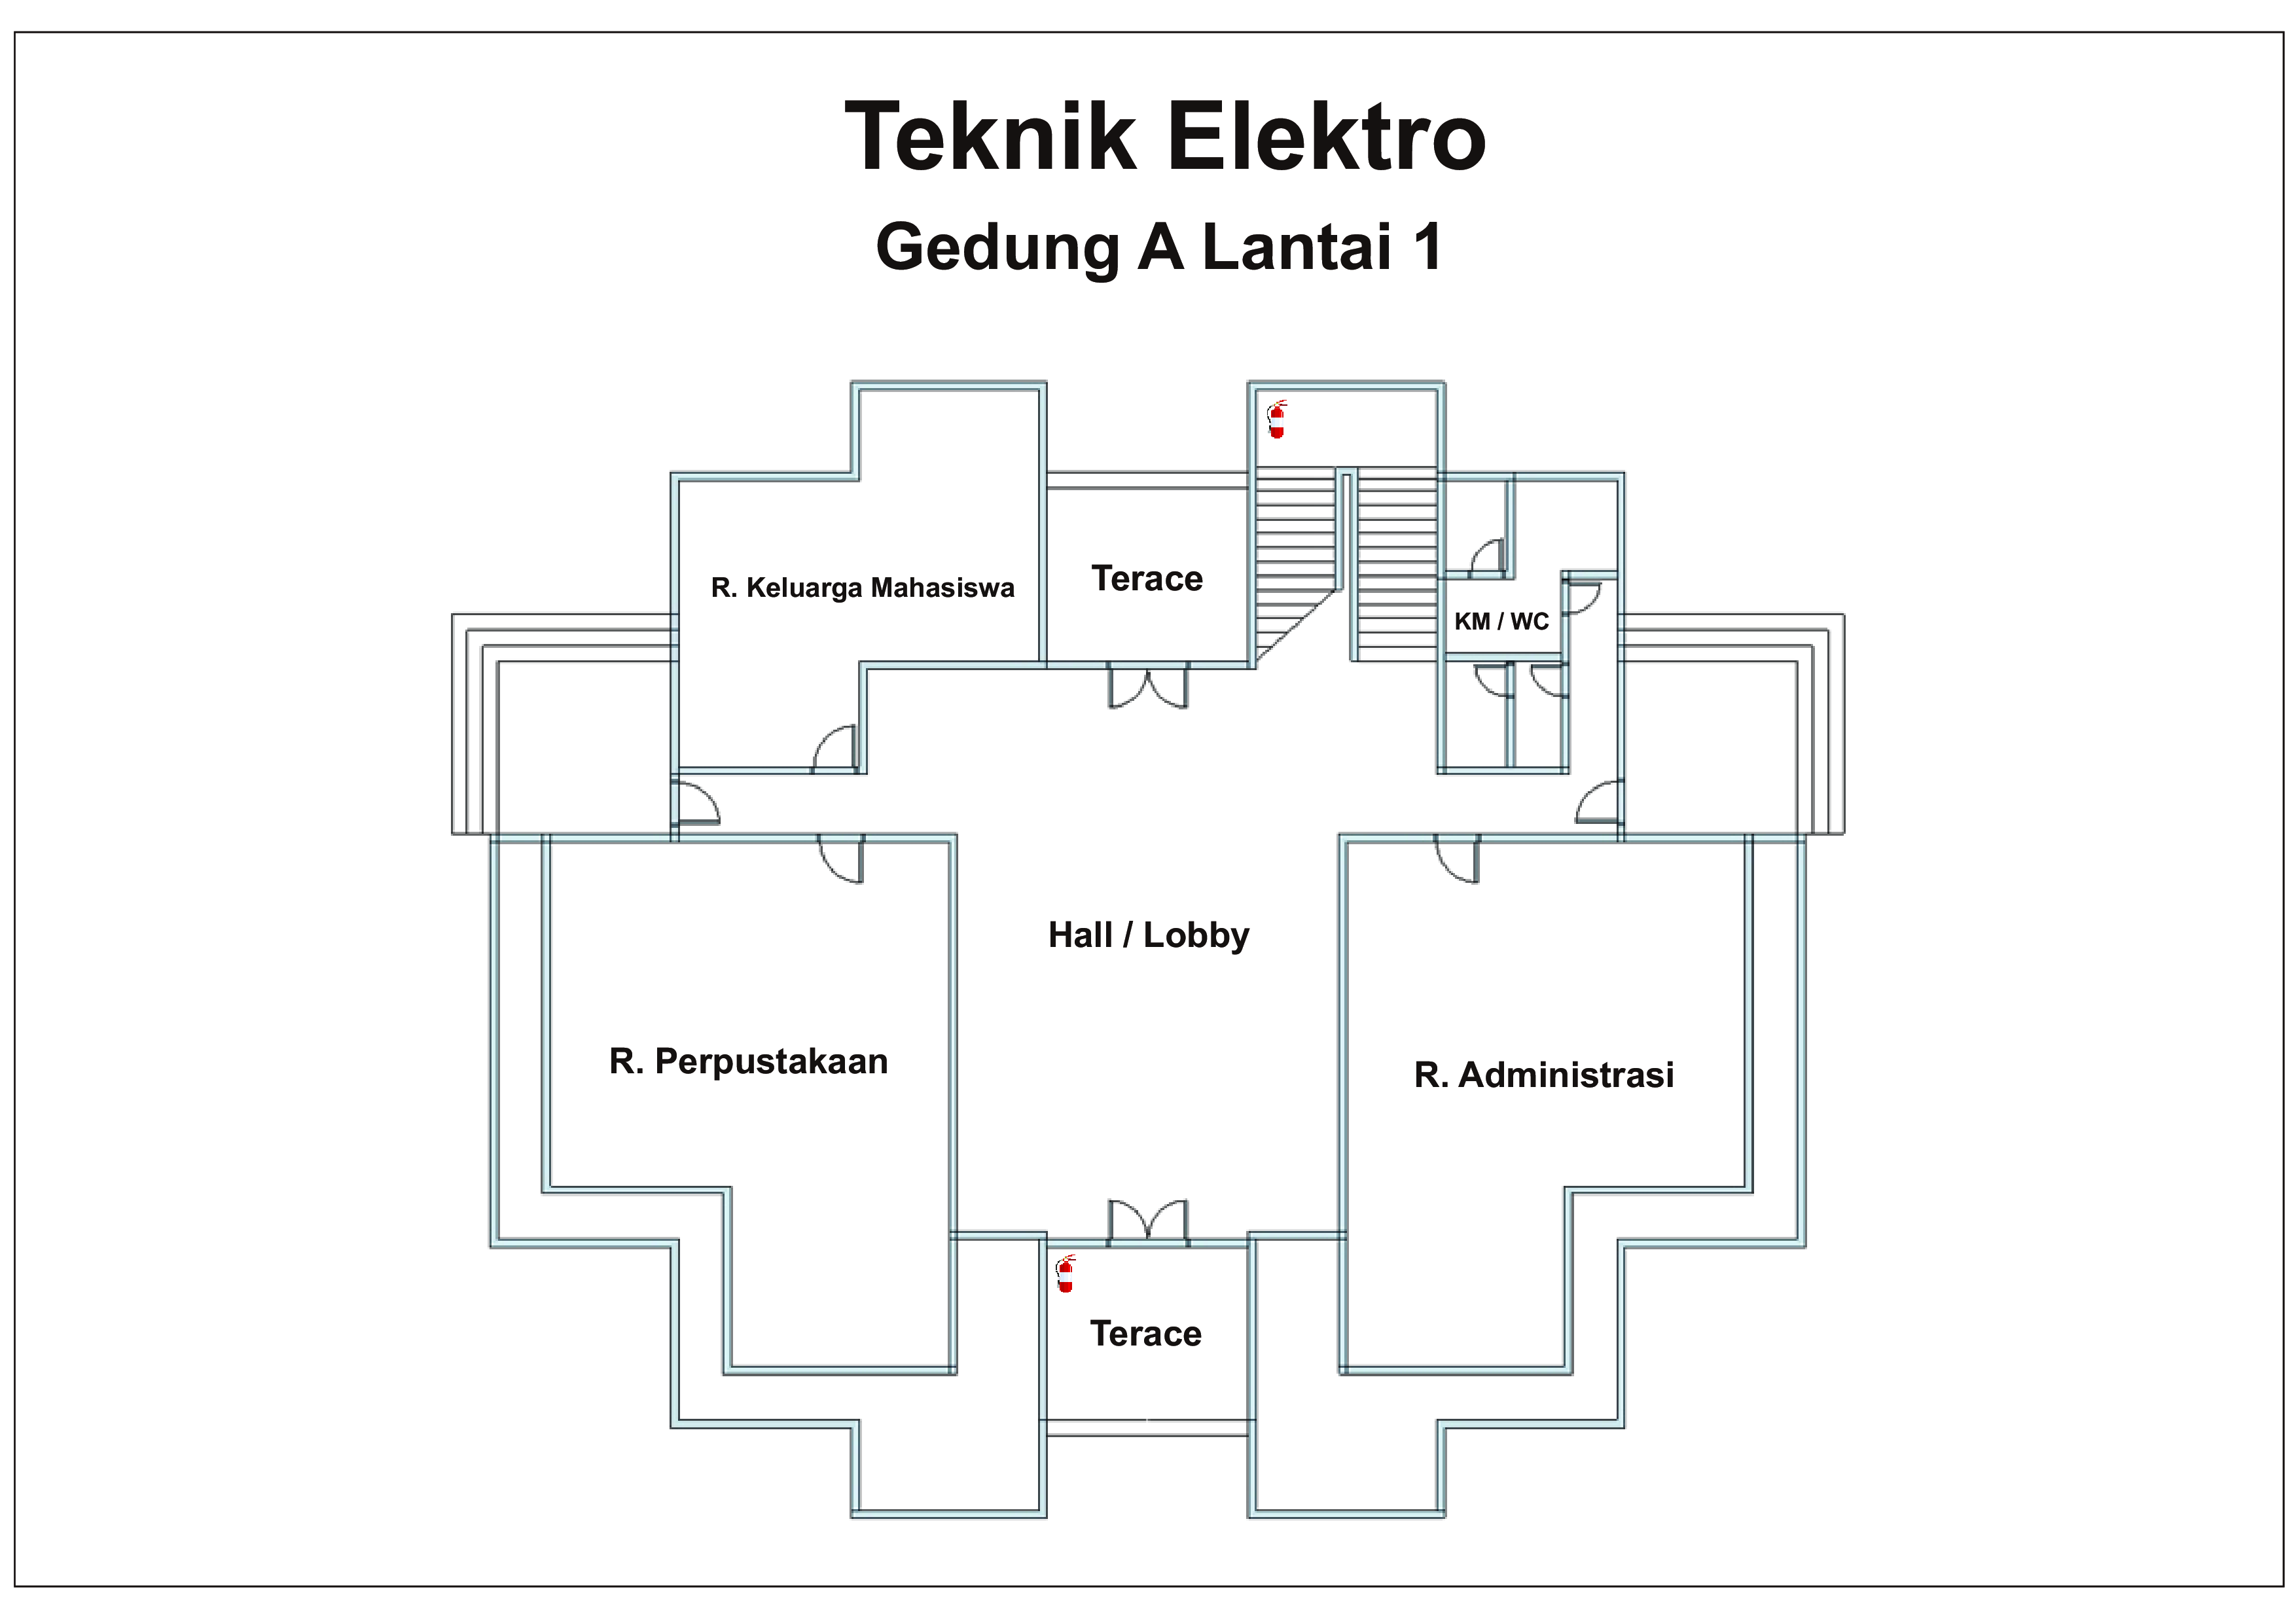 Teknik Elektro
Gedung A Lantai 1
R. Keluarga Mahasiswa
Terace
KM / WC
Hall / Lobby
R. Perpustakaan
R. Administrasi
Terace